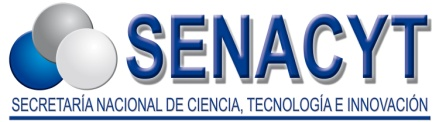 SENACYT
SECRETARÍA NACIONAL DE CIENCIA, TECNOLOGÍA E INNOVACIÓN